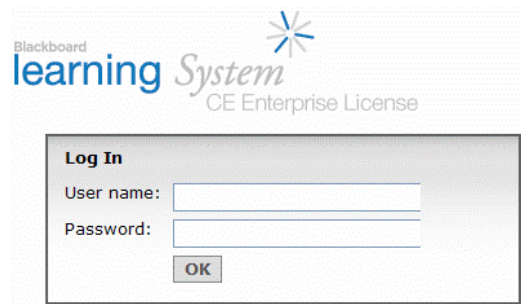 Blackboard
learning System
CE Enterprise License
Log In
User name:
Password:
OK